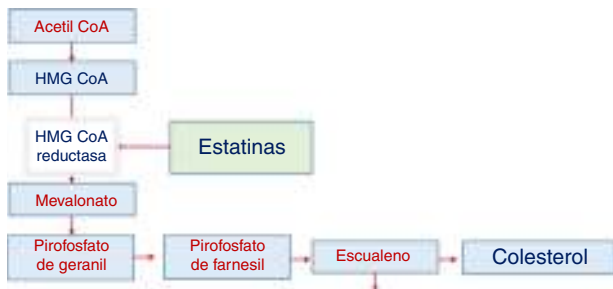 Acetil CoA
HMG CoA
HMG CoA
reductasa
Estatinas
Mevalonato
Pirofosfato
de geranil
Pirofosfato
de farnesil
Escualeno
Colesterol